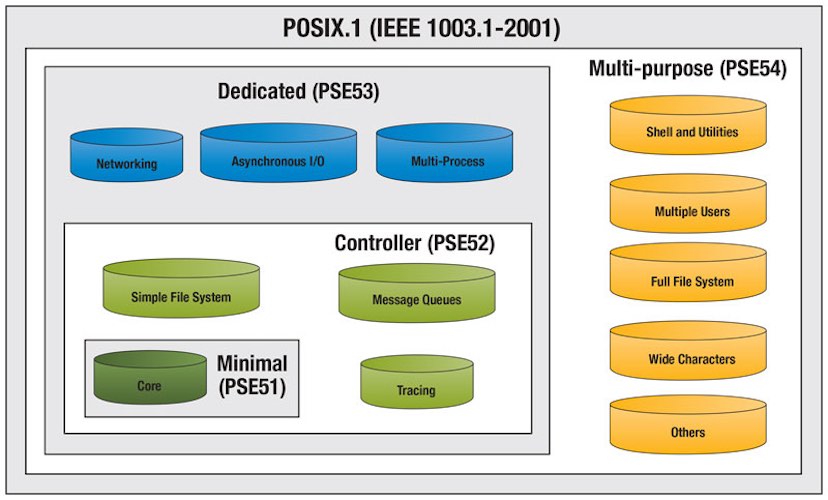 POSIX.1 (IEEE 1003.1-2001)
Dedicated (PSE53)
Networking
Asynchronous I/O
Multi-Process
Controller (PSE52)
Simple File System
Message Queues
Core
Minimal
(PSE51)
Tracing
Multi-purpose (PSE54)
Shell and Utilities
Multiple Users
Full File System
Wide Characters
Others